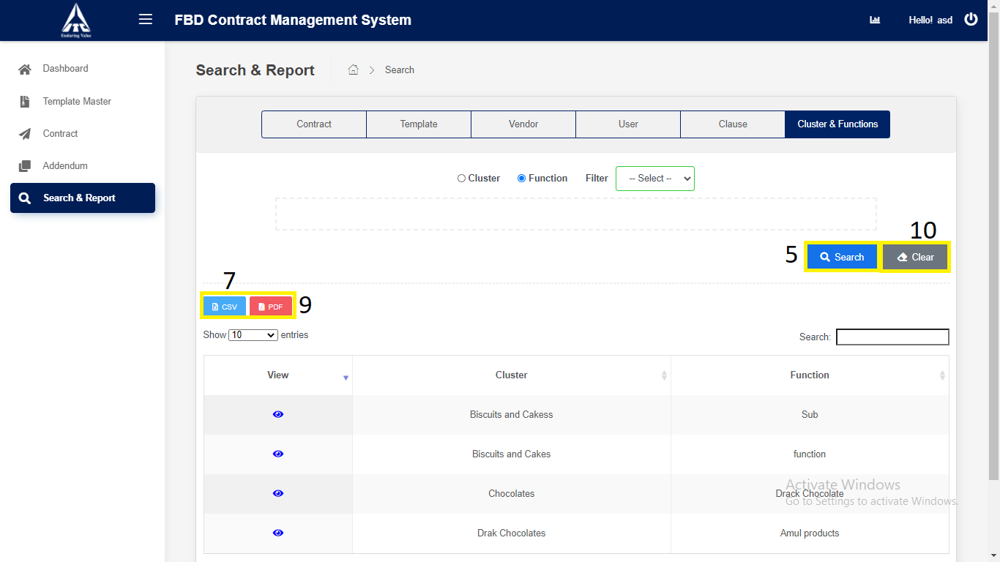 FBD Contract Management System
Hello! asd
ITC
Enduring Value
Dashboard
Template Master
Contract
Addendum
Search & Report
Search & Report
Search
Contract Template Vendor User Clause Cluster & Functions
Cluster Function Filter -- Select --
10
5 Search Clear
7
CSV PDF 9
Show 10 entries
Search:
View Cluster Function
Biscuits and Cakess Sub
Biscuits and Cakes function
Chocolates Drack Chocolate
Drak Chocolates Amul products
Activate Windows
Go to Settings to activate Windows.